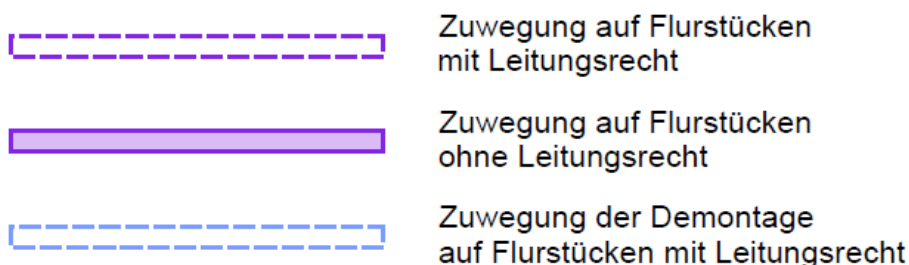 Zuwegung auf Flurstücken
mit Leitungsrecht
Zuwegung auf Flurstücken
ohne Leitungsrecht
Zuwegung der Demontage
auf Flurstücken mit Leitungsrecht